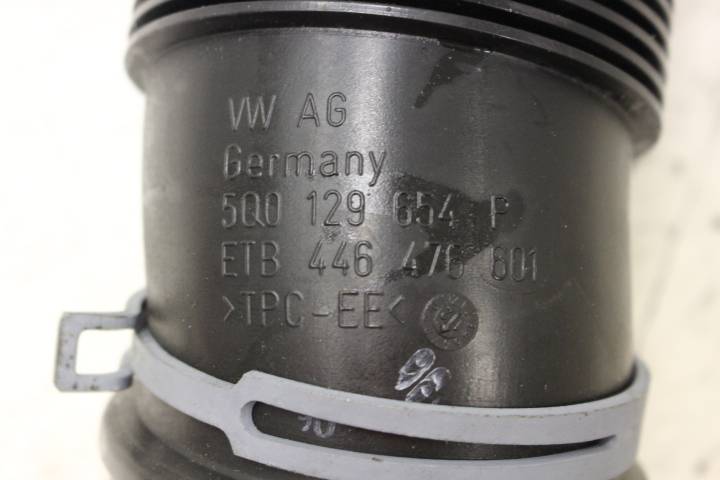 VW AG
Germany
5Q0 129 654 P
ETB 446 476 801
>TPC-EE<